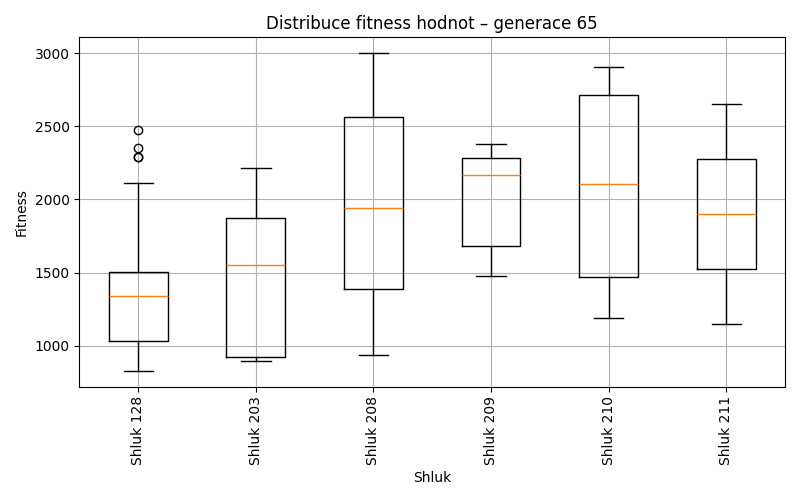 Distribuce fitness hodnot – generace 65
Fitness
3000
2500
2000
1500
1000
Shluk 128
Shluk 203
Shluk 208
Shluk 209
Shluk 210
Shluk 211
Shluk